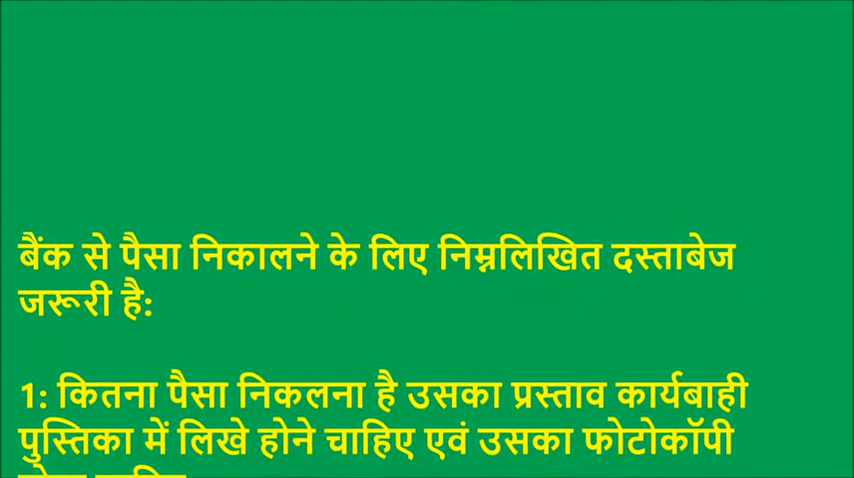 बैंक से पैसा निकालने के लिए निम्नलिखित दस्ताबेज
जरूरी है:
1: कितना पैसा निकलना है उसका प्रस्ताव कार्यबाही
पुस्तिका में लिखे होने चाहिए एवं उसका फोटोकॉपी